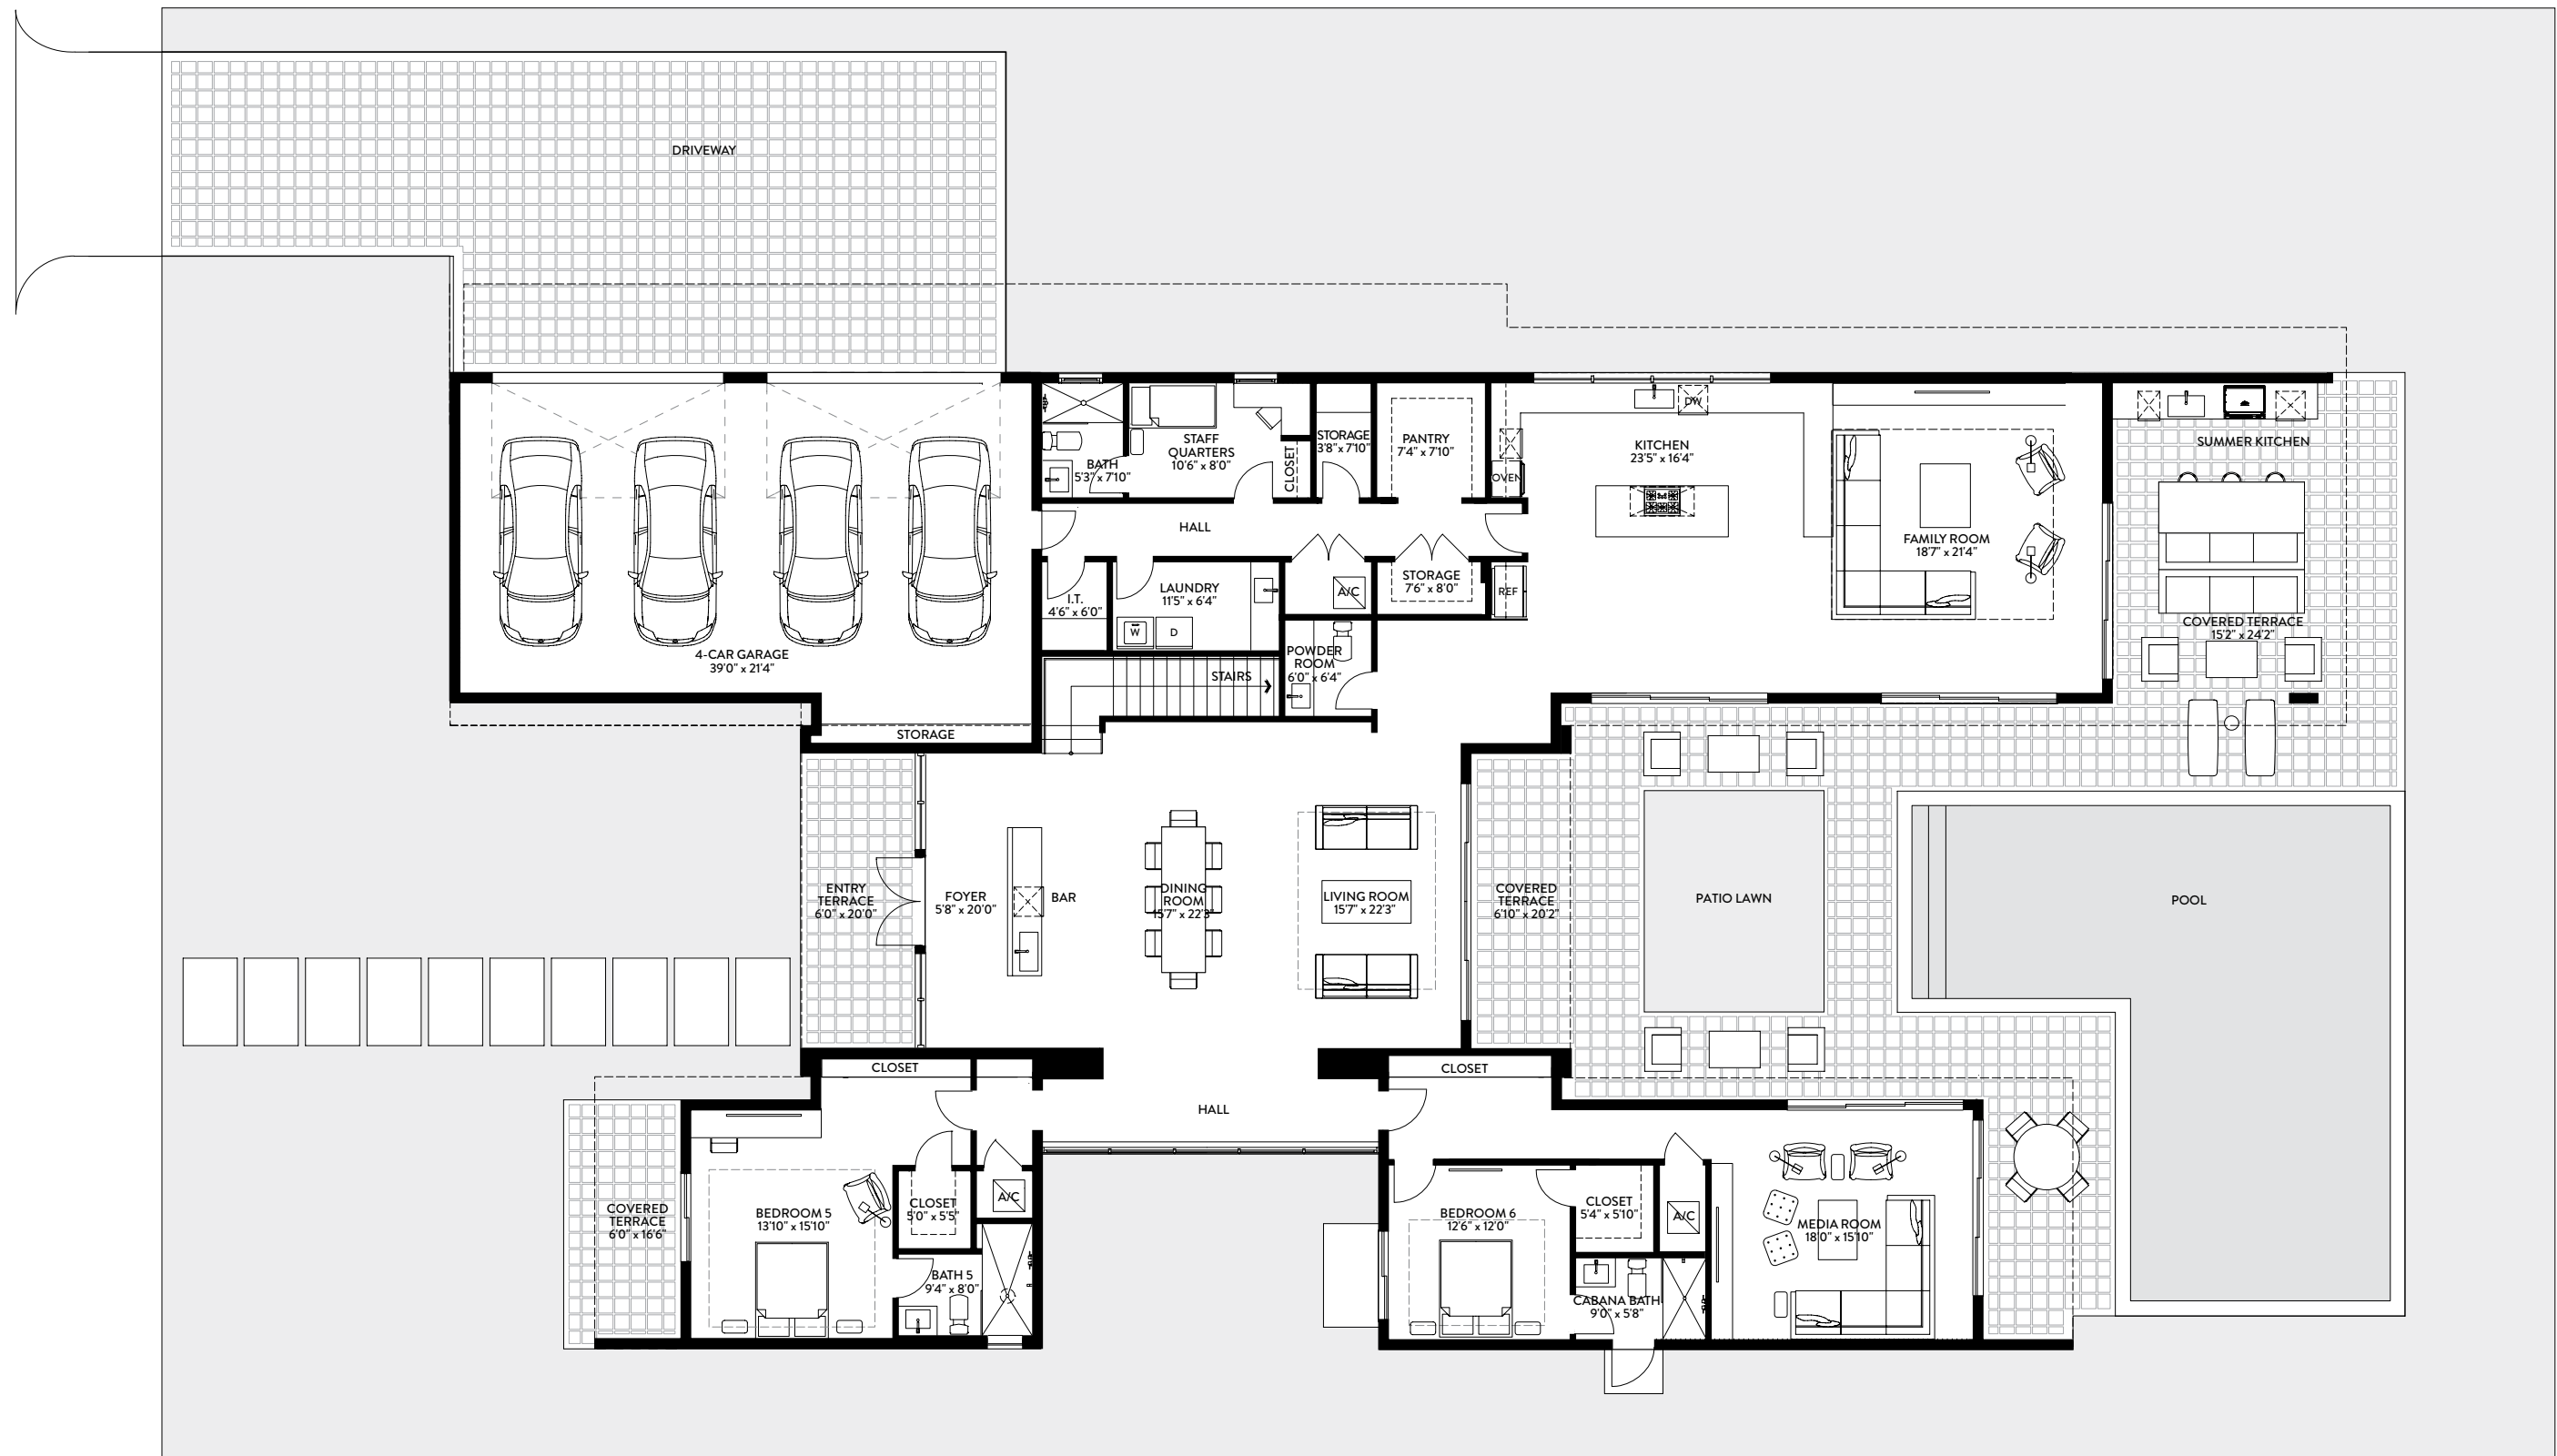 DRIVEWAY
BATH
5'3" x 7'10"
STAFF
QUARTERS
10'6" x 8'0"
CLOSET
STORAGE
3'8" x 7'10"
PANTRY
7'4" x 7'10"
OVEN
DW
KITCHEN
23'5" x 16'4"
SUMMER KITCHEN
HALL
FAMILY ROOM
18'7" x 21'4"
I.T.
4'6" x 6'0"
LAUNDRY
11'5" x 6'4"
W
D
A/C
STORAGE
7'6" x 8'0"
REF
COVERED TERRACE
15'2" x 24'2"
4-CAR GARAGE
39'0" x 21'4"
STORAGE
STAIRS
POWDER
ROOM
6'0" x 6'4"
ENTRY
TERRACE
6'0" x 20'0"
FOYER
5'8" x 20'0"
BAR
DINING
ROOM
15'7" x 22'3"
LIVING ROOM
15'7" x 22'3"
COVERED
TERRACE
6'10" x 20'2"
PATIO LAWN
POOL
CLOSET
HALL
CLOSET
COVERED
TERRACE
6'0" x 16'6"
BEDROOM 5
13'10" x 15'10"
CLOSET
5'0" x 5'5"
A/C
BATH 5
9'4" x 8'0"
BEDROOM 6
12'6" x 12'0"
CLOSET
5'4" x 5'10"
A/C
CABANA BATH
9'0" x 5'8"
MEDIA ROOM
18'0" x 15'10"